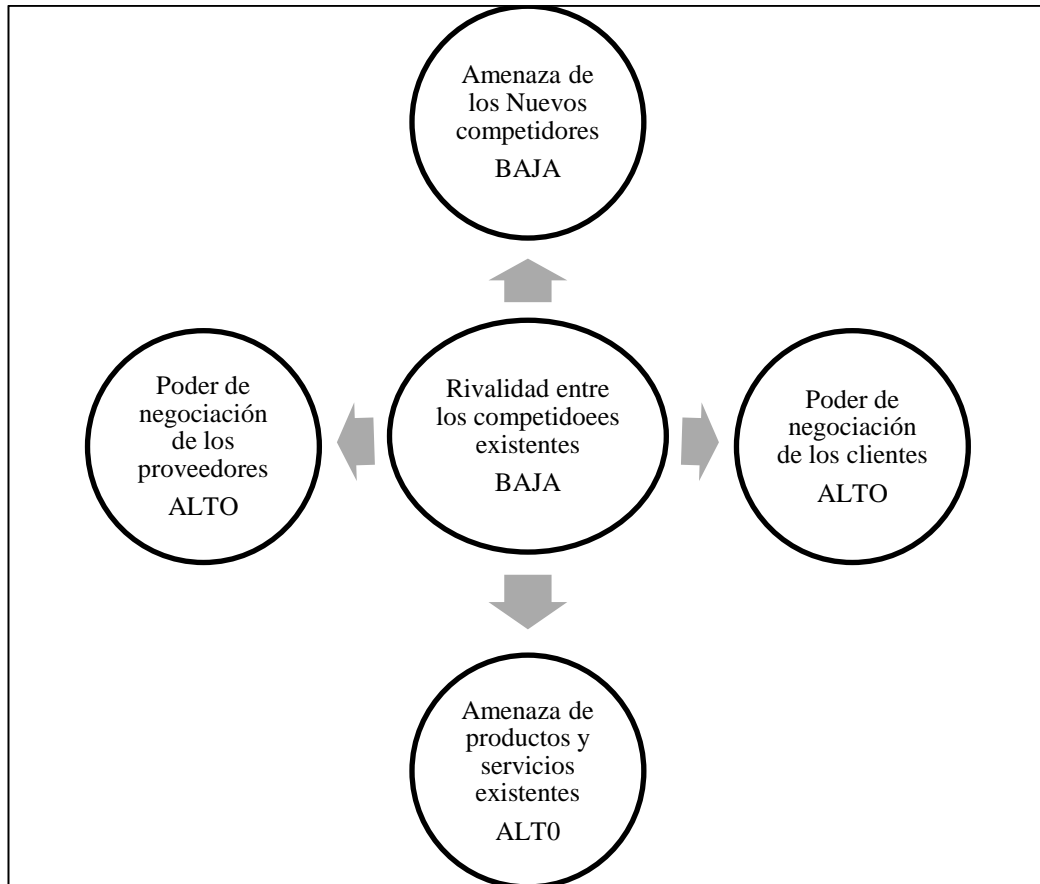 Amenaza de
los Nuevos
competidores
BAJA
Poder de
negociación
de los
proveedores
ALTO
Rivalidad entre
los competidoees
existentes
BAJA
Poder de
negociación
de los clientes
ALTO
Amenaza de
productos y
servicios
existentes
ALT0